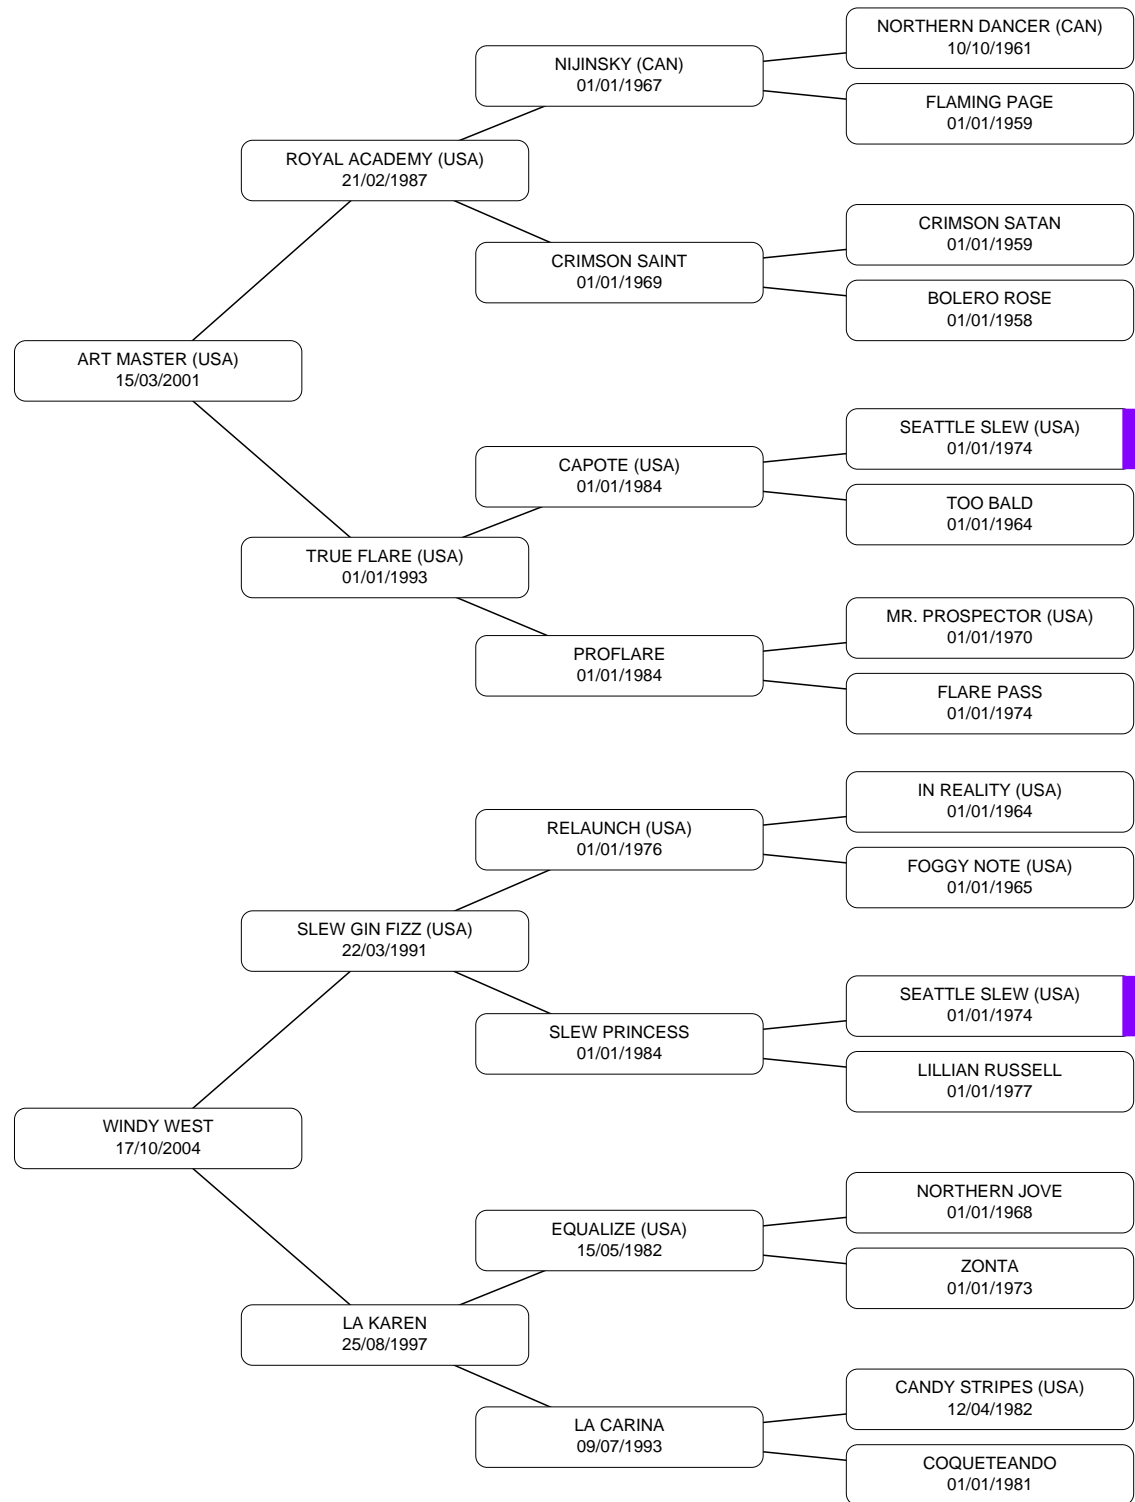 NORTHERN DANCER (CAN)
10/10/1961
NIJINSKY (CAN)
01/01/1967
FLAMING PAGE
01/01/1959
ROYAL ACADEMY (USA)
21/02/1987
CRIMSON SATAN
01/01/1959
CRIMSON SAINT
01/01/1969
BOLERO ROSE
01/01/1958
ART MASTER (USA)
15/03/2001
SEATTLE SLEW (USA)
01/01/1974
CAPOTE (USA)
01/01/1984
TOO BALD
01/01/1964
TRUE FLARE (USA)
01/01/1993
MR. PROSPECTOR (USA)
01/01/1970
PROFLARE
01/01/1984
FLARE PASS
01/01/1974
IN REALITY (USA)
01/01/1964
RELAUNCH (USA)
01/01/1976
FOGGY NOTE (USA)
01/01/1965
SLEW GIN FIZZ (USA)
22/03/1991
SEATTLE SLEW (USA)
01/01/1974
SLEW PRINCESS
01/01/1984
LILLIAN RUSSELL
01/01/1977
WINDY WEST
17/10/2004
NORTHERN JOVE
01/01/1968
EQUALIZE (USA)
15/05/1982
ZONTA
01/01/1973
LA KAREN
25/08/1997
CANDY STRIPES (USA)
12/04/1982
LA CARINA
09/07/1993
COQUETEANDO
01/01/1981